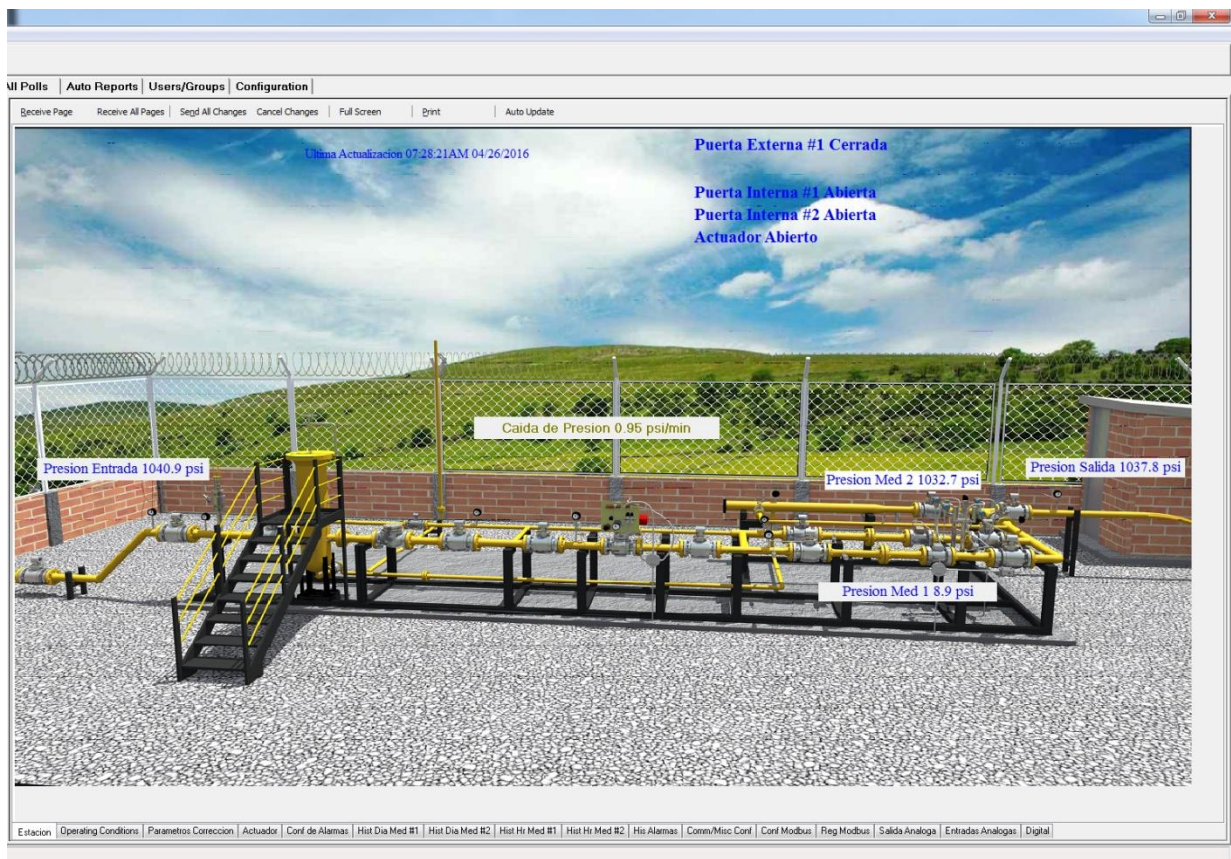 All Polls Auto Reports Users/Groups Configuration
Receive Page Receive All Pages Send All Changes Cancel Changes Full Screen Print Auto Update
Ultima Actualizacion 07:28:21AM 04/26/2016
Puerta Externa #1 Cerrada
Puerta Interna #1 Abierta
Puerta Interna #2 Abierta
Actuador Abierto
Caida de Presion 0.95 psi/min
Presion Entrada 1040.9 psi
Presion Med 2 1032.7 psi
Presion Salida 1037.8 psi
Presion Med 1 8.9 psi
Estacion Operating Conditions Parametros Correccion Actuador Conf de Alarmas Hist Dia Med #1 Hist Dia Med #2 Hist Hr Med #1 Hist Hr Med #2 His Alarmas Comm/Misc Conf Conf Modbus Reg Modbus Salida Analoga Entradas Analogas Digital